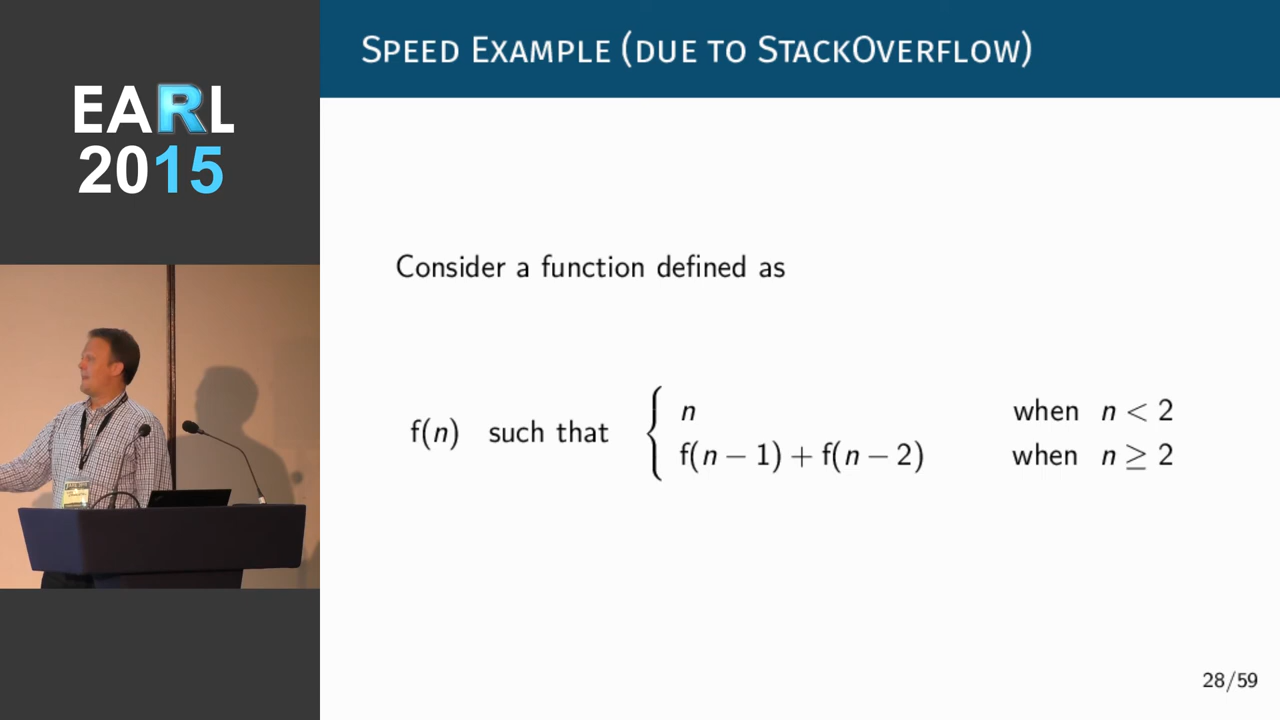 EARL
2015
SPEED EXAMPLE (DUE TO STACKOVERFLOW)
Consider a function defined as
f(n) such that { n when n < 2
f(n − 1) + f(n − 2) when n ≥ 2
28/59